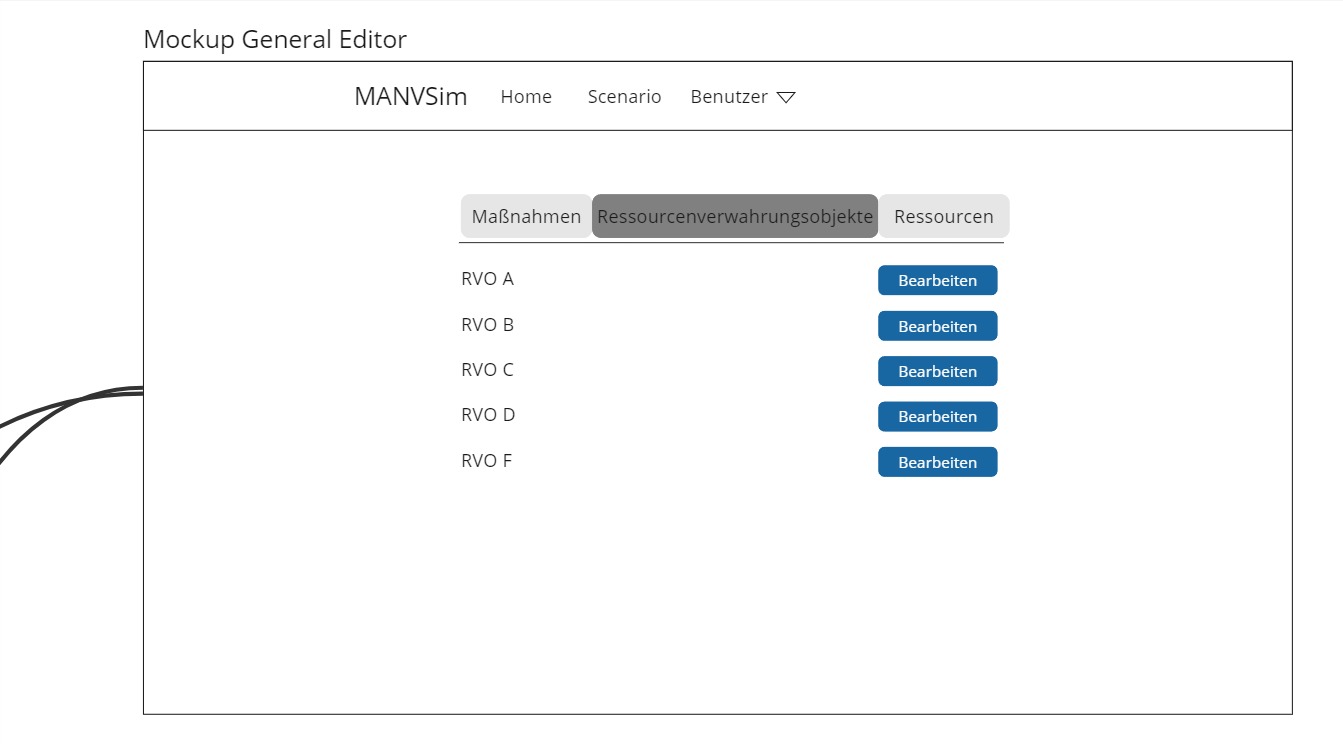 Mockup General Editor
MANVSim Home Scenario Benutzer
Maßnahmen Ressourcenverwahrungsobjekte Ressourcen
RVO A Bearbeiten
RVO B Bearbeiten
RVO C Bearbeiten
RVO D Bearbeiten
RVO F Bearbeiten